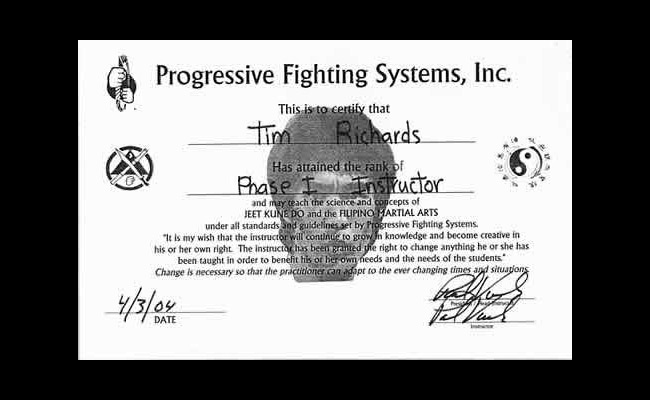 Progressive Fighting Systems, Inc.
This is to certify that
Tim Richards
Has attained the rank of
Phase I Instructor
and may teach the science and concepts of
JEET KUNE DO and the FILIPINO MARTIAL ARTS
under all standards and guidelines set by Progressive Fighting Systems.
"It is my wish that the instructor will continue to grow in knowledge and become creative in
his or her own right. The instructor has been granted the right to change anything he or she has
been taught in order to benefit his or her own needs and the needs of the students."
Change is necessary so that the practitioner can adapt to the ever changing times and situations.
4/3/04
DATE
Instructor